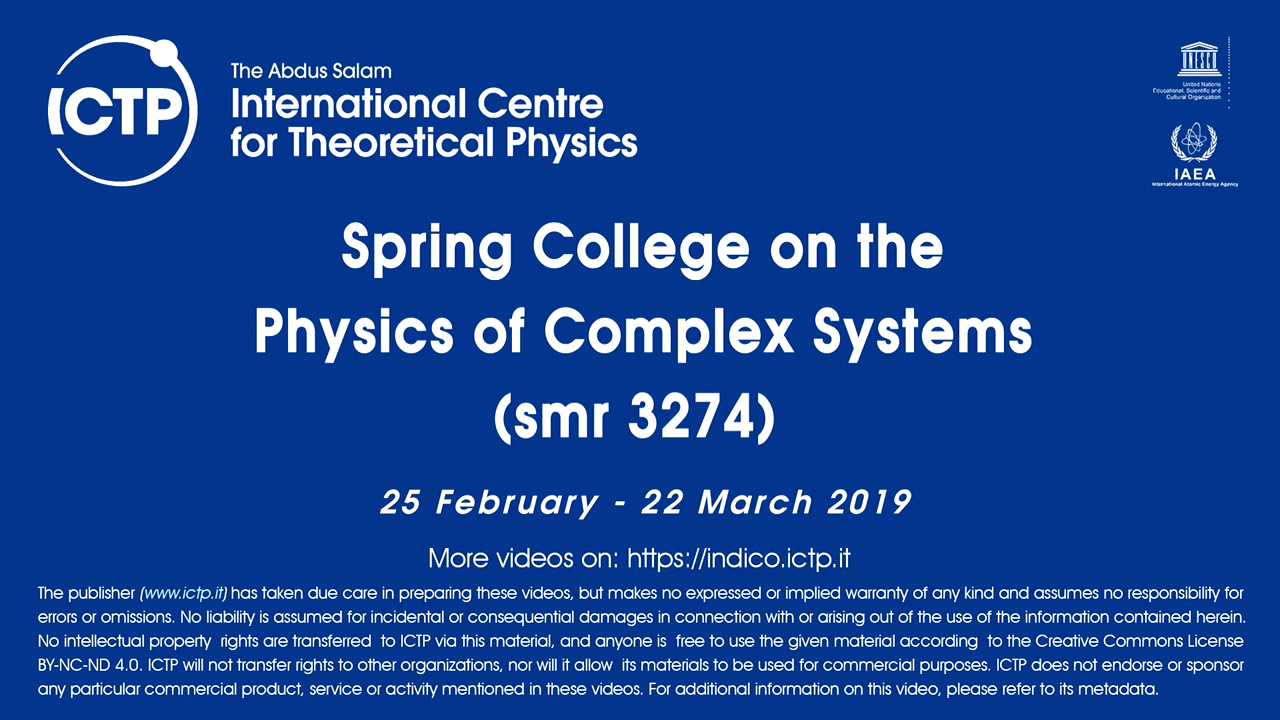 ICTP
The Abdus Salam
International Centre
for Theoretical Physics
UNESCO
United Nations
Educational, Scientific and
Cultural Organization
IAEA
International Atomic Energy Agency
Spring College on the
Physics of Complex Systems
(smr 3274)
25 February - 22 March 2019
More videos on: https://indico.ictp.it
The publisher (www.ictp.it) has taken due care in preparing these videos, but makes no expressed or implied warranty of any kind and assumes no responsibility for
errors or omissions. No liability is assumed for incidental or consequential damages in connection with or arising out of the use of the information contained herein.
No intellectual property rights are transferred to ICTP via this material, and anyone is free to use the given material according to the Creative Commons License
BY-NC-ND 4.0. ICTP will not transfer rights to other organizations, nor will it allow its materials to be used for commercial purposes. ICTP does not endorse or sponsor
any particular commercial product, service or activity mentioned in these videos. For additional information on this video, please refer to its metadata.